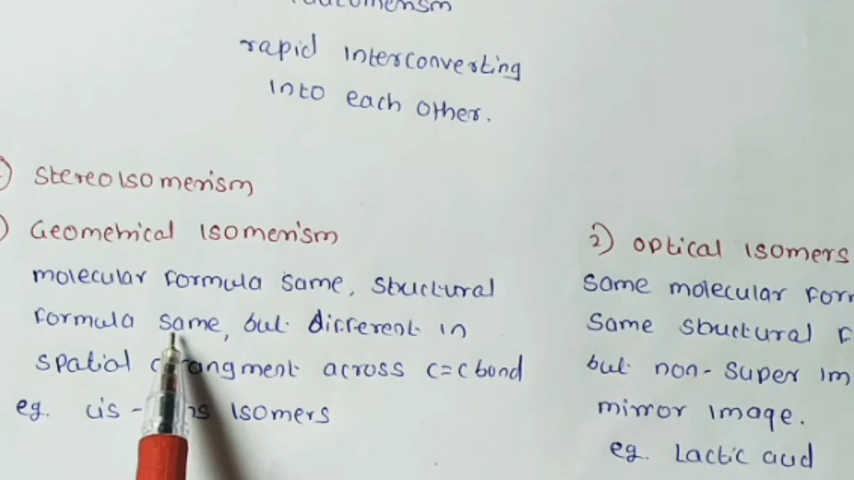 rapid interconverting
into each other.
Stereoisomerism
Geometrical isomerism
molecular formula same, structural
formula same, but different in
spatial arrangment across c=c bond
eg. cis - isomers
2) optical isomers
same molecular
same structural
but non-super
mirror image.
eg. Lactic acid